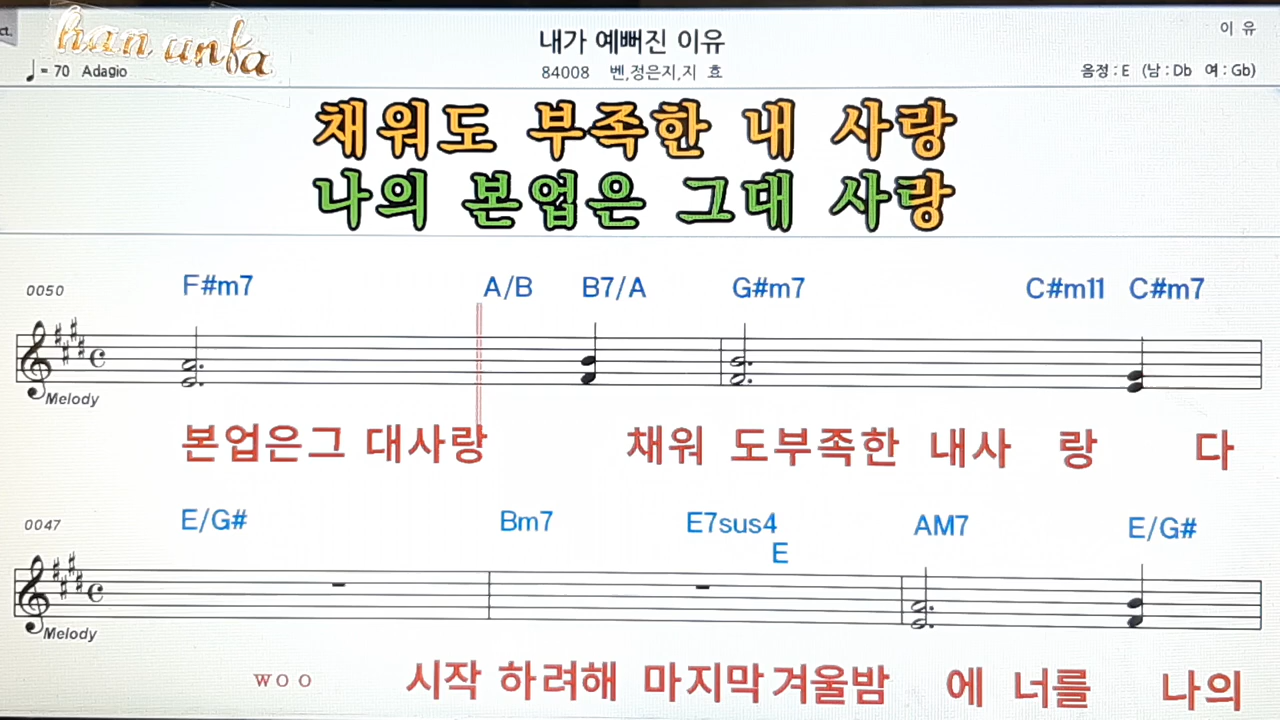 ct.
han unfa
내가 예뻐진 이유
이 유
♩= 70 Adagio
84008 벤,정은지,지 효
음정 : E (남 : Db 여 : Gb)
채워도 부족한 내 사랑
나의 본업은 그대 사랑
0050
F#m7 A/B B7/A G#m7 C#m11 C#m7
Melody
본업은그 대사랑 채워 도부족한 내사 랑 다
0047
E/G# Bm7 E7sus4 AM7 E/G#
E
Melody
W O O 시작 하려해 마지막겨울밤 에 너를 나의